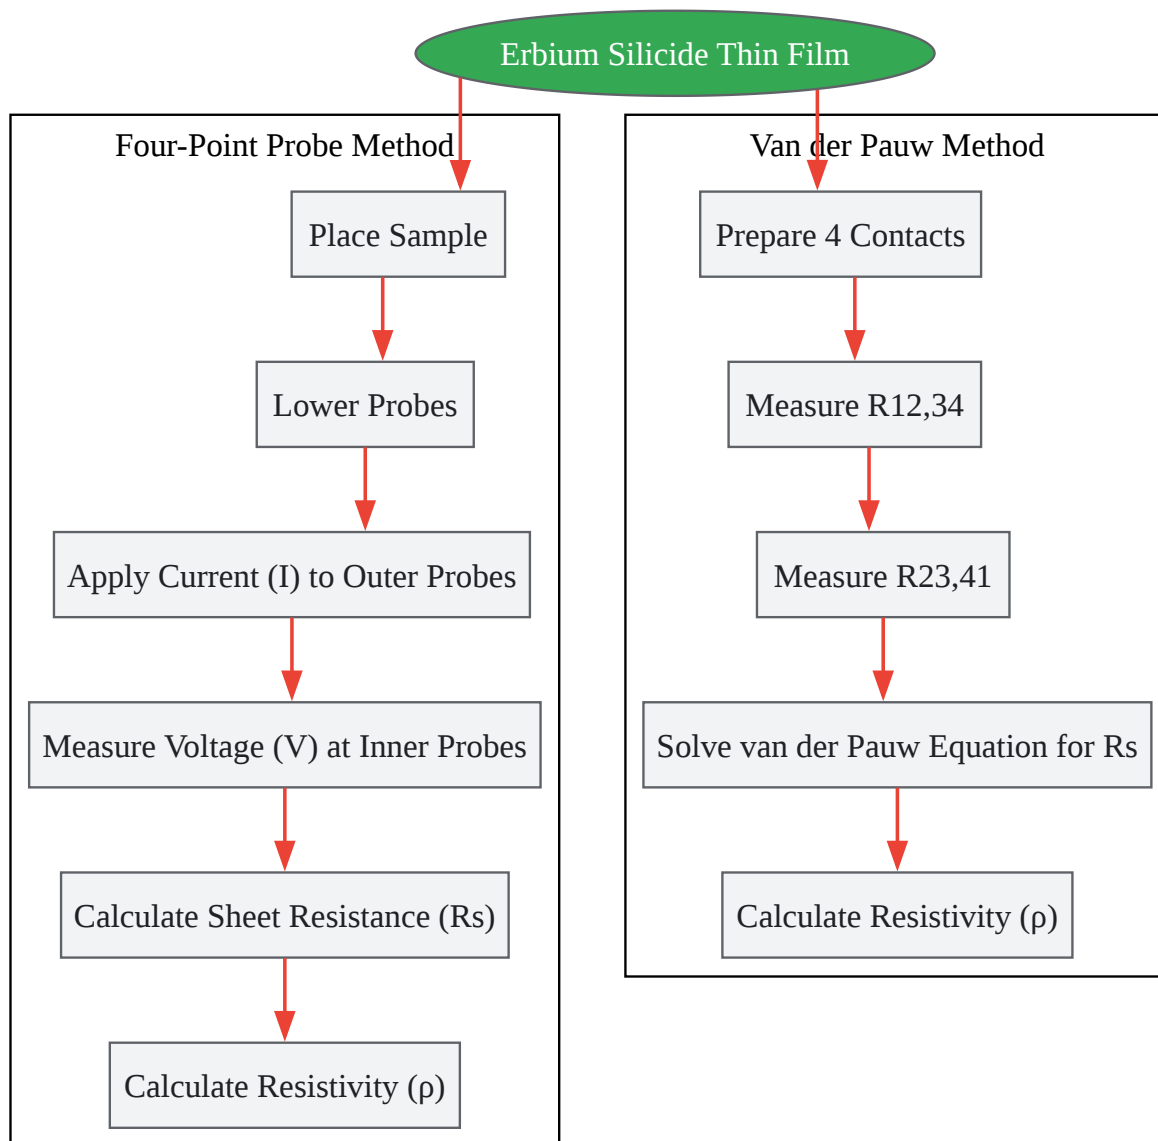 Erbium Silicide Thin Film
Four-Point Probe Method
Place Sample
Lower Probes
Apply Current (I) to Outer Probes
Measure Voltage (V) at Inner Probes
Calculate Sheet Resistance (Rs)
Calculate Resistivity (ρ)
Van der Pauw Method
Prepare 4 Contacts
Measure R12,34
Measure R23,41
Solve van der Pauw Equation for Rs
Calculate Resistivity (ρ)